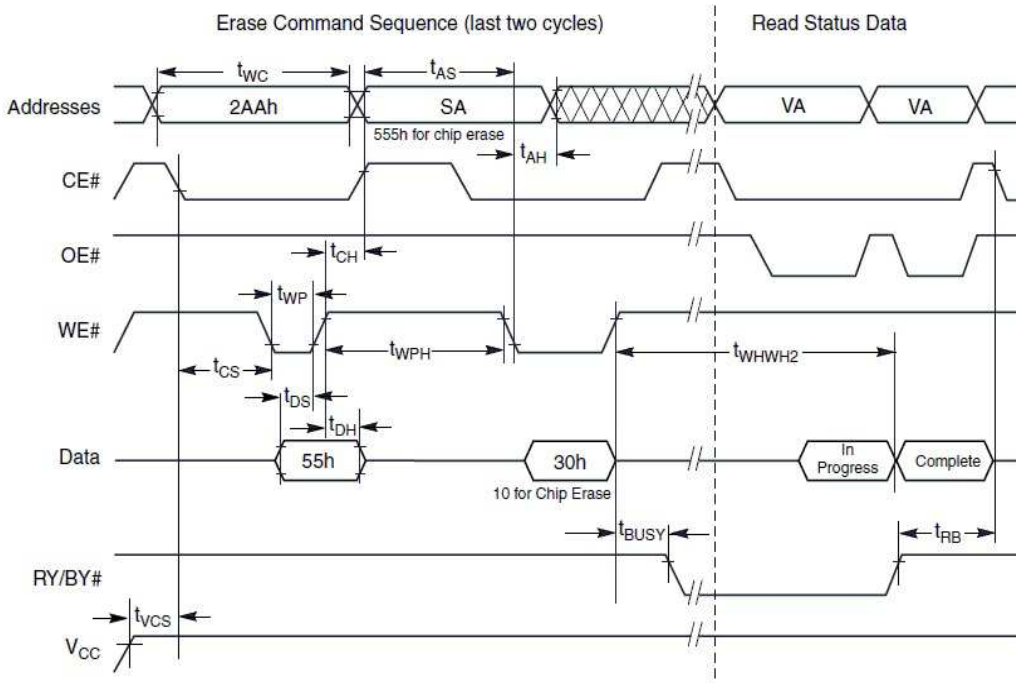 Erase Command Sequence (last two cycles) Read Status Data
tWC tAS
Addresses 2AAh SA VA VA
555h for chip erase
tAH
CE#
OE#
tCH
tWP
WE#
tWPH tWHWH2
tCS
tDS
tDH
Data 55h 30h In Progress Complete
10 for Chip Erase
tBUSY tRB
RY/BY#
tVCS
VCC